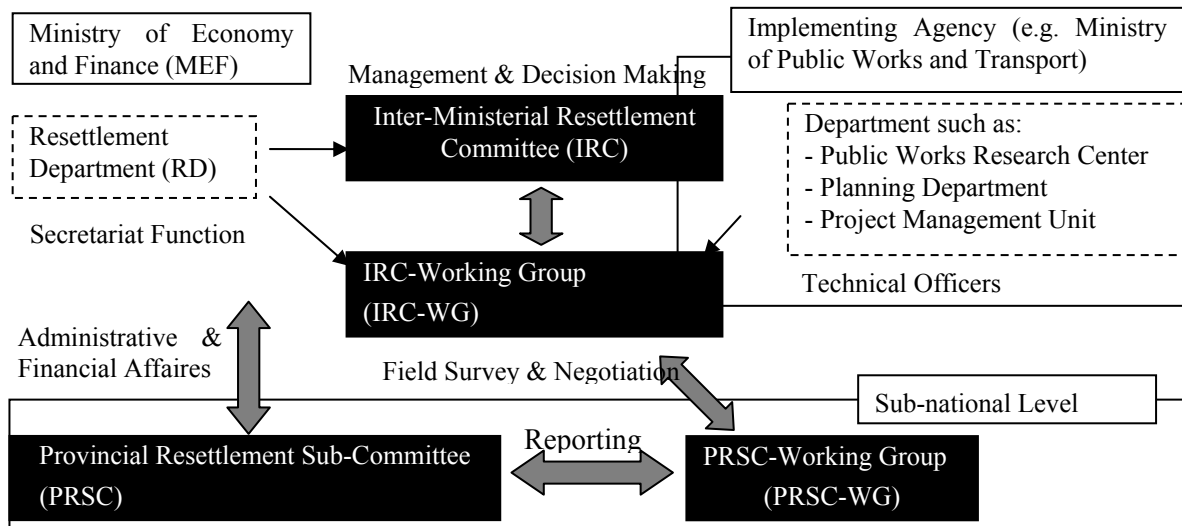 Ministry of Economy
and Finance (MEF)
Implementing Agency (e.g. Ministry
of Public Works and Transport)
Management & Decision Making
Inter-Ministerial Resettlement
Committee (IRC)
Resettlement
Department (RD)
Department such as:
- Public Works Research Center
- Planning Department
- Project Management Unit
Secretariat Function
IRC-Working Group
(IRC-WG)
Technical Officers
Administrative &
Financial Affaires
Field Survey & Negotiation
Sub-national Level
Provincial Resettlement Sub-Committee
(PRSC)
Reporting
PRSC-Working Group
(PRSC-WG)